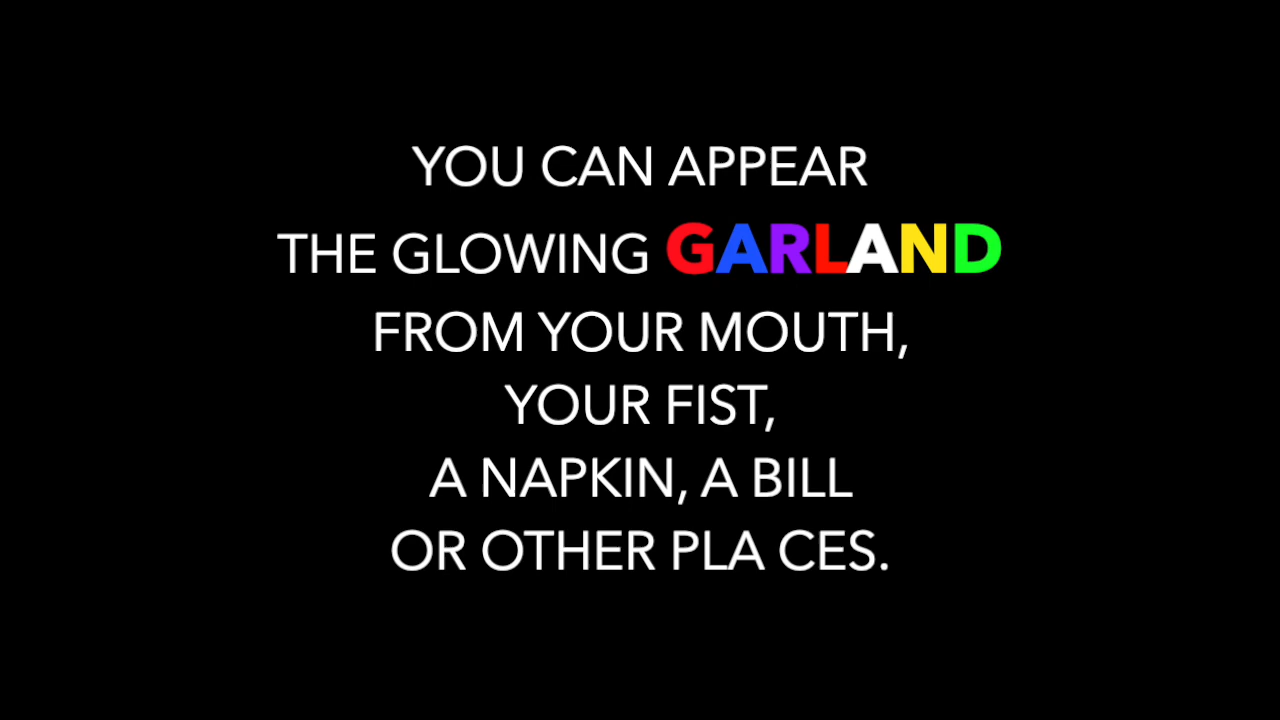 YOU CAN APPEAR
THE GLOWING GARLAND
FROM YOUR MOUTH,
YOUR FIST,
A NAPKIN, A BILL
OR OTHER PLA CES.